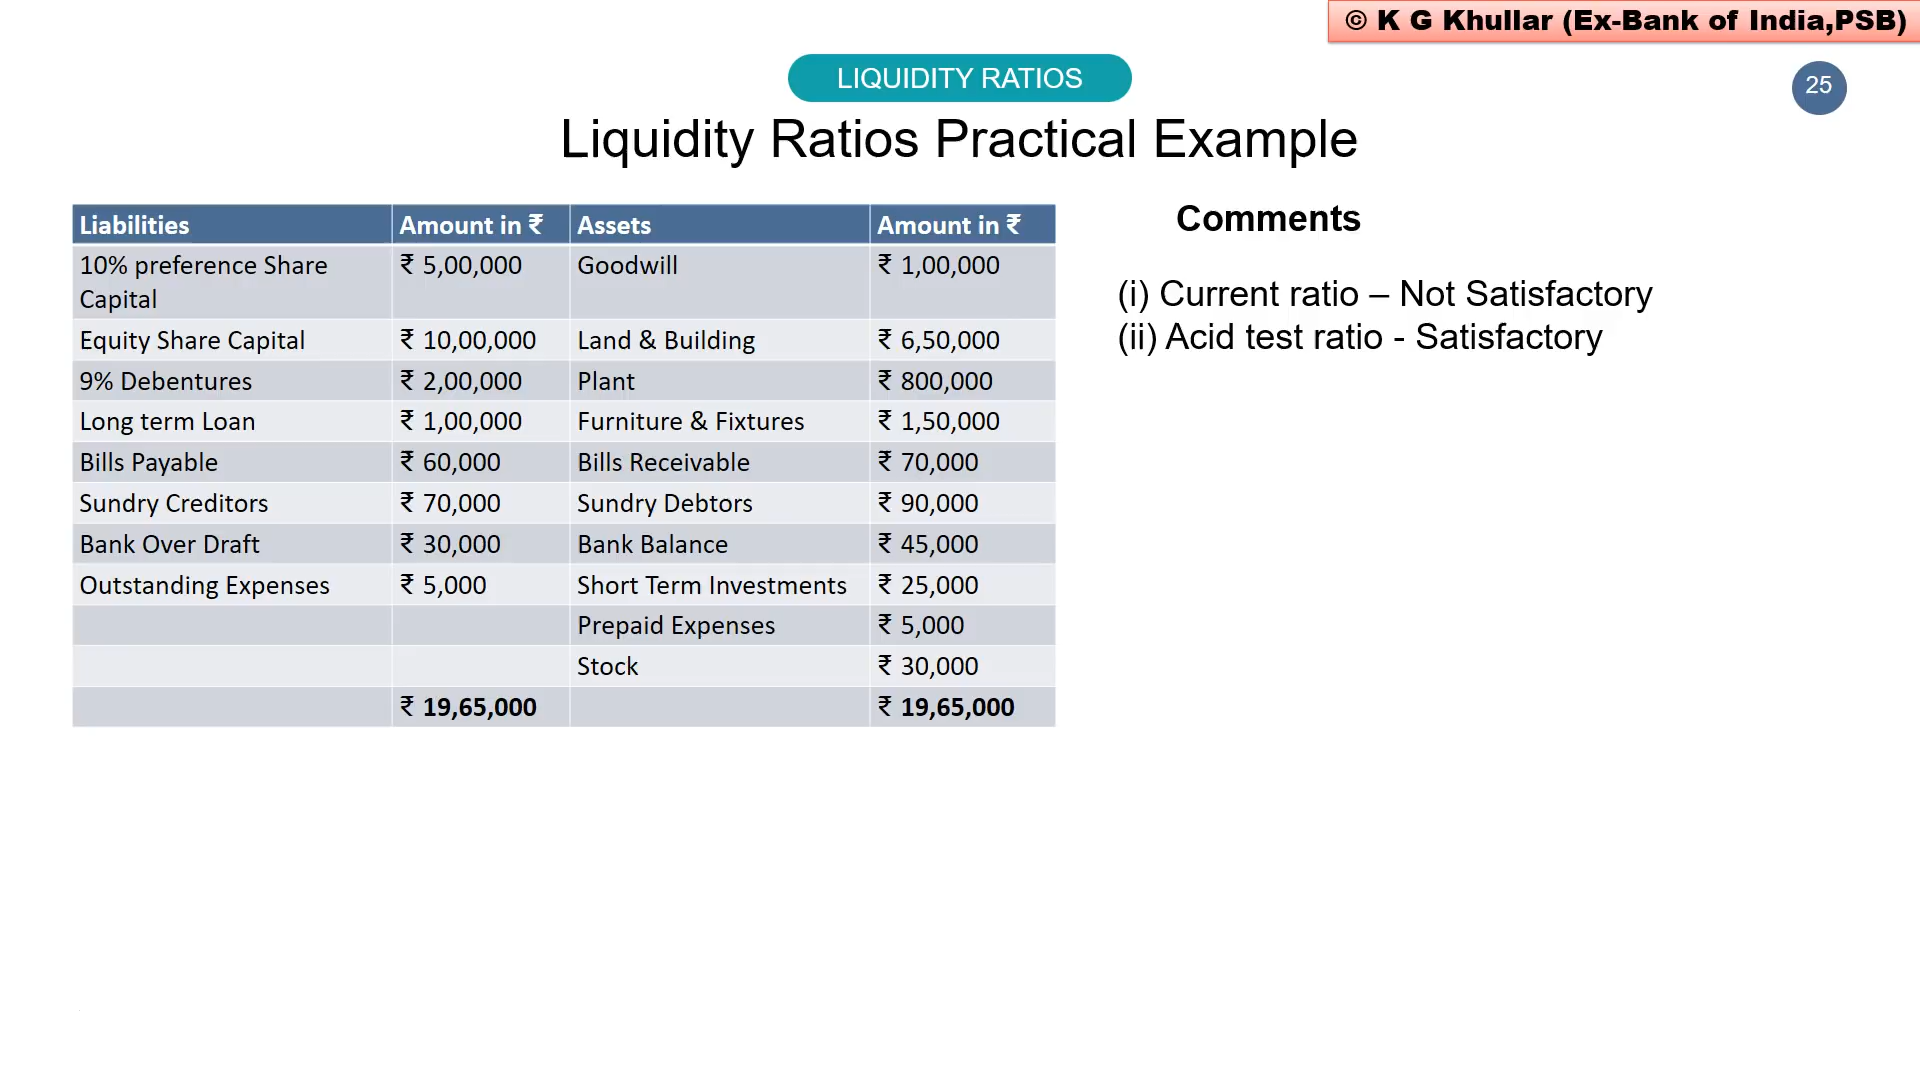 © K G Khullar (Ex-Bank of India,PSB)
LIQUIDITY RATIOS
25
Liquidity Ratios Practical Example
Liabilities Amount in ₹ Assets Amount in ₹
10% preference Share Capital ₹ 5,00,000 Goodwill ₹ 1,00,000
Equity Share Capital ₹ 10,00,000 Land & Building ₹ 6,50,000
9% Debentures ₹ 2,00,000 Plant ₹ 800,000
Long term Loan ₹ 1,00,000 Furniture & Fixtures ₹ 1,50,000
Bills Payable ₹ 60,000 Bills Receivable ₹ 70,000
Sundry Creditors ₹ 70,000 Sundry Debtors ₹ 90,000
Bank Over Draft ₹ 30,000 Bank Balance ₹ 45,000
Outstanding Expenses ₹ 5,000 Short Term Investments ₹ 25,000
Prepaid Expenses ₹ 5,000
Stock ₹ 30,000
₹ 19,65,000 ₹ 19,65,000
Comments
(i) Current ratio – Not Satisfactory
(ii) Acid test ratio - Satisfactory